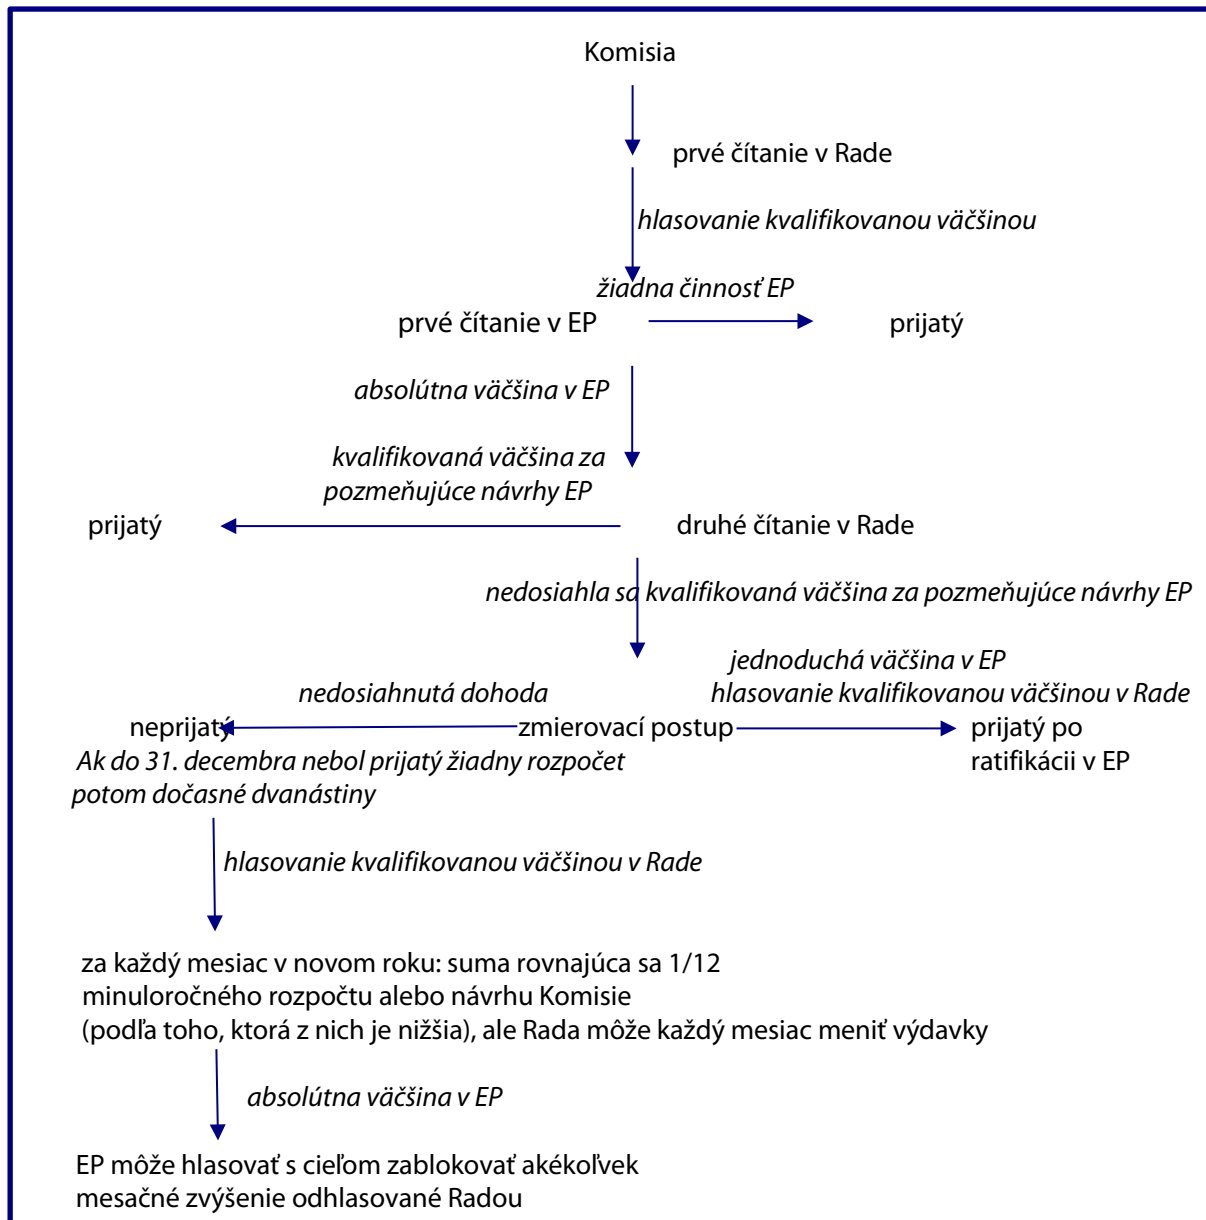 Komisia
prvé čítanie v Rade
hlasovanie kvalifikovanou väčšinou
žiadna činnosť EP
prvé čítanie v EP
prijatý
absolútna väčšina v EP
kvalifikovaná väčšina za
pozmeňujúce návrhy EP
prijatý
druhé čítanie v Rade
nedosiahla sa kvalifikovaná väčšina za pozmeňujúce návrhy EP
jednoduchá väčšina v EP
hlasovanie kvalifikovanou väčšinou v Rade
nedosiahnutá dohoda
neprijatý
zmierovací postup
prijatý po
ratifikácii v EP
Ak do 31. decembra nebol prijatý žiadny rozpočet
potom dočasné dvanástiny
hlasovanie kvalifikovanou väčšinou v Rade
za každý mesiac v novom roku: suma rovnajúca sa 1/12
minuloročného rozpočtu alebo návrhu Komisie
(podľa toho, ktorá z nich je nižšia), ale Rada môže každý mesiac meniť výdavky
absolútna väčšina v EP
EP môže hlasovať s cieľom zablokovať akékoľvek
mesačné zvýšenie odhlasované Radou